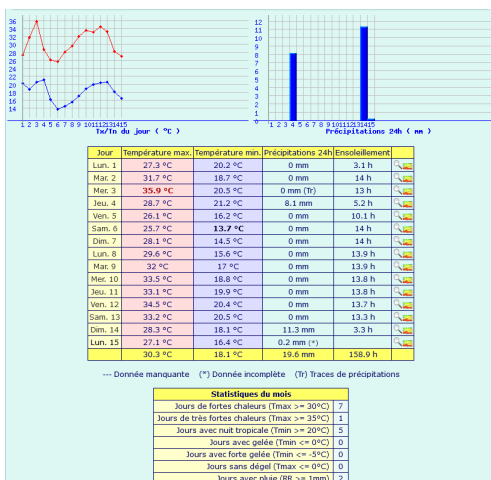 36
34
32
30
28
26
24
22
20
18
16
14
1 2 3 4 5 6 7 8 9 101112131415
Tx/Tn du jour ( °C )
12
11
10
9
8
7
6
5
4
3
2
1
0
1 2 3 4 5 6 7 8 9 101112131415
Précipitations 24h ( mm )
Jour Température max. Température min. Précipitations 24h Ensoleillement
Lun. 1 27.3 °C 20.2 °C 0 mm 3.1 h
Mar. 2 31.7 °C 18.7 °C 0 mm 14 h
Mer. 3 35.9 °C 20.5 °C 0 mm (Tr) 13 h
Jeu. 4 28.7 °C 21.2 °C 8.1 mm 5.2 h
Ven. 5 26.1 °C 16.2 °C 0 mm 10.1 h
Sam. 6 25.7 °C 13.7 °C 0 mm 14 h
Dim. 7 28.1 °C 14.5 °C 0 mm 14 h
Lun. 8 29.6 °C 15.6 °C 0 mm 13.9 h
Mar. 9 32 °C 17 °C 0 mm 13.9 h
Mer. 10 33.5 °C 18.8 °C 0 mm 13.8 h
Jeu. 11 33.1 °C 19.9 °C 0 mm 13.8 h
Ven. 12 34.5 °C 20.4 °C 0 mm 13.7 h
Sam. 13 33.2 °C 20.5 °C 0 mm 13.3 h
Dim. 14 28.3 °C 18.1 °C 11.3 mm 3.3 h
Lun. 15 27.1 °C 16.4 °C 0.2 mm (*)
30.3 °C 18.1 °C 19.6 mm 158.9 h
--- Donnée manquante (*) Donnée incomplète (Tr) Traces de précipitations
Statistiques du mois
Jours de fortes chaleurs (Tmax >= 30°C) 7
Jours de très fortes chaleurs (Tmax >= 35°C) 1
Jours avec nuit tropicale (Tmin >= 20°C) 5
Jours avec gelée (Tmin <= 0°C) 0
Jours avec forte gelée (Tmin <= -5°C) 0
Jours sans dégel (Tmax <= 0°C) 0
Jours avec pluie (RR >= 1mm) 2